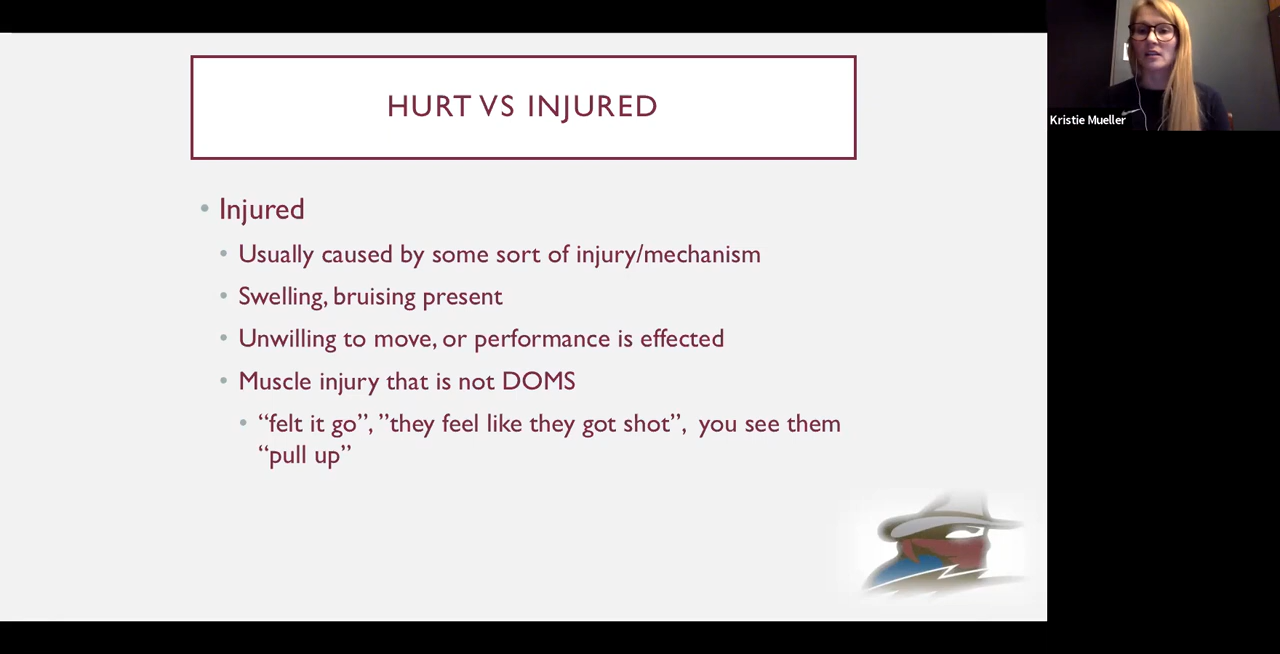 HURT VS INJURED
Kristie Mueller
• Injured
• Usually caused by some sort of injury/mechanism
• Swelling, bruising present
• Unwilling to move, or performance is effected
• Muscle injury that is not DOMS
• “felt it go”, ”they feel like they got shot”,  you see them
“pull up”